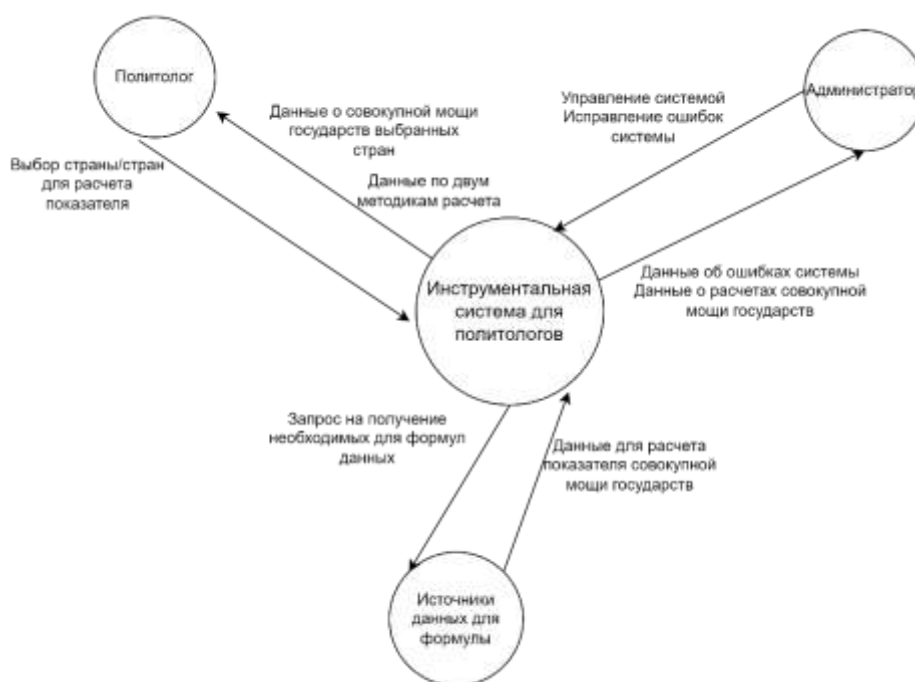 Политолог
Администратор
Данные о совокупной мощи
государств выбранных
стран
Управление системой
Исправление ошибок
системы
Выбор страны/стран
для расчета
показателя
Данные по двум
методикам расчета
Инструментальная
система для
политологов
Данные об ошибках системы
Данные о расчетах совокупной
мощи государств
Запрос на получение
необходимых для формул
данных
Данные для расчета
показателя совокупной
мощи государств
Источники
данных для
формулы